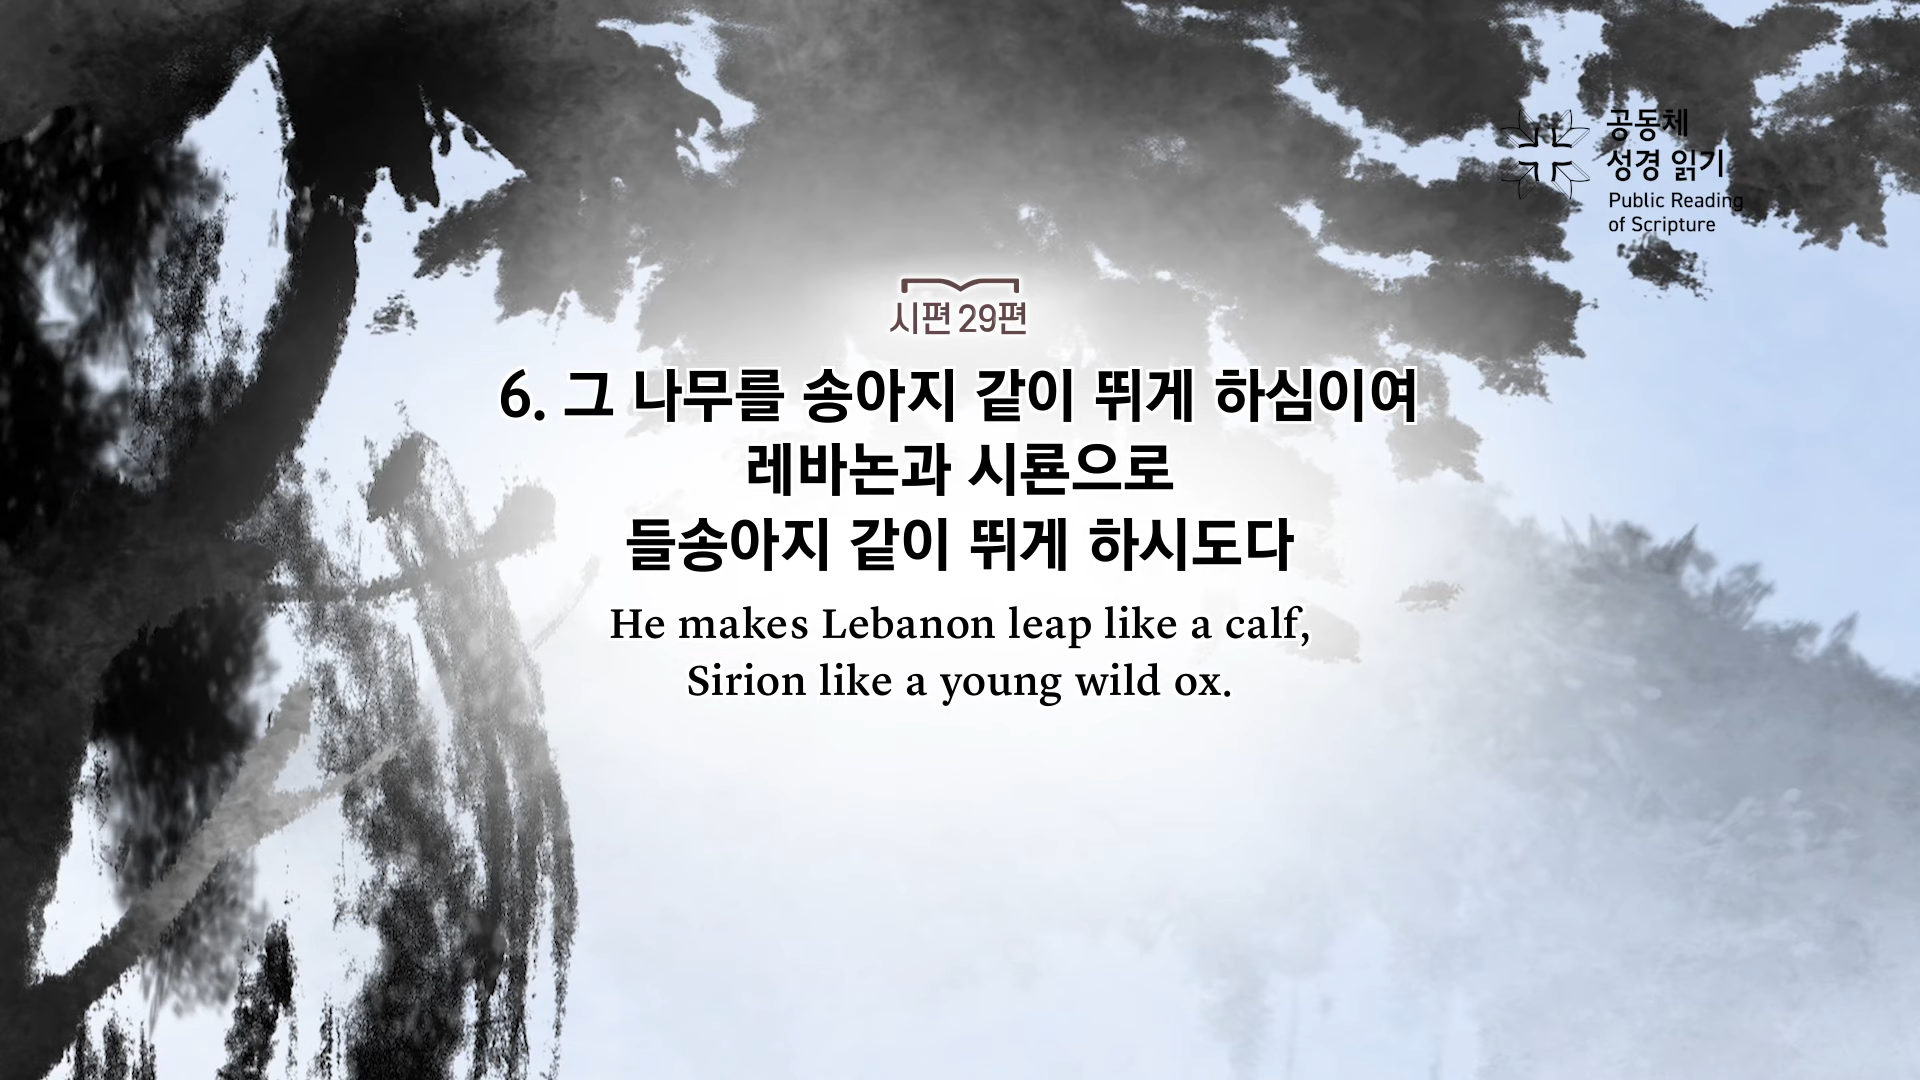 공동체
성경 읽기
Public Reading
of Scripture
시편 29편
6. 그 나무를 송아지 같이 뛰게 하심이여
레바논과 시룐으로
들송아지 같이 뛰게 하시도다
He makes Lebanon leap like a calf,
Sirion like a young wild ox.